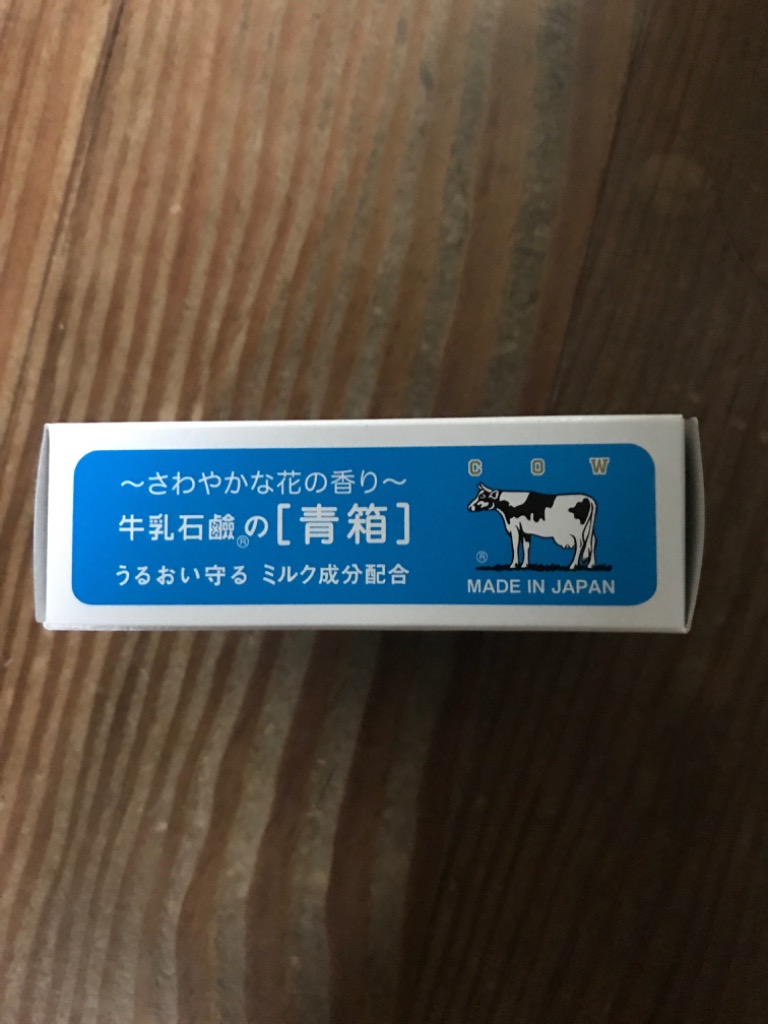 ～さわやかな花の香り～
牛乳石鹼®の［青箱］
うるおい守る ミルク成分配合
COW
®
MADE IN JAPAN